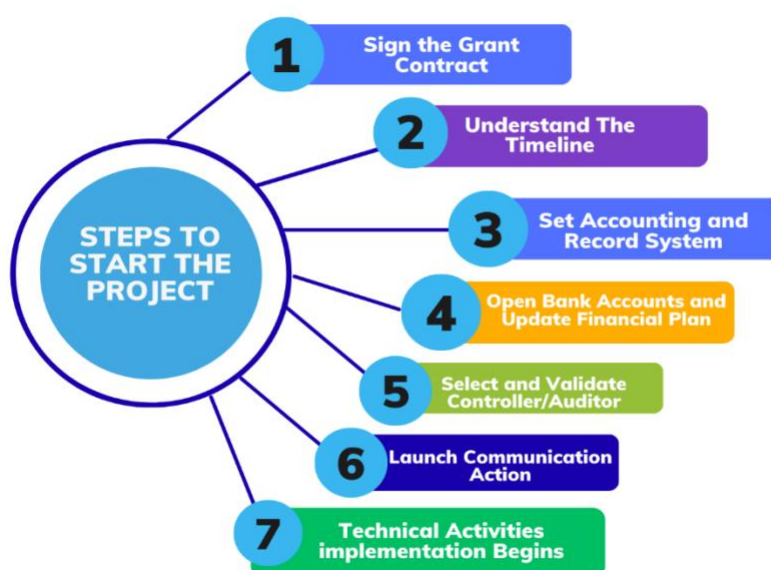 STEPS TO
START THE
PROJECT
1
Sign the Grant
Contract
2
Understand The
Timeline
3
Set Accounting and
Record System
4
Open Bank Accounts and
Update Financial Plan
5
Select and Validate
Controller/Auditor
6
Launch Communication
Action
7
Technical Activities
implementation Begins